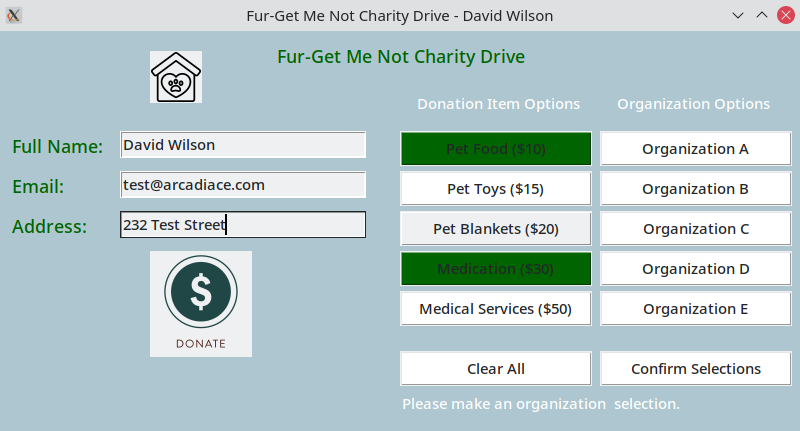 Fur-Get Me Not Charity Drive - David Wilson
Fur-Get Me Not Charity Drive
Donation Item Options
Organization Options
Full Name:
David Wilson
Pet Food ($10)
Organization A
Email:
test@arcadiace.com
Pet Toys ($15)
Organization B
Address:
232 Test Street
Pet Blankets ($20)
Organization C
Medication ($30)
Organization D
$
DONATE
Medical Services ($50)
Organization E
Clear All
Confirm Selections
Please make an organization  selection.